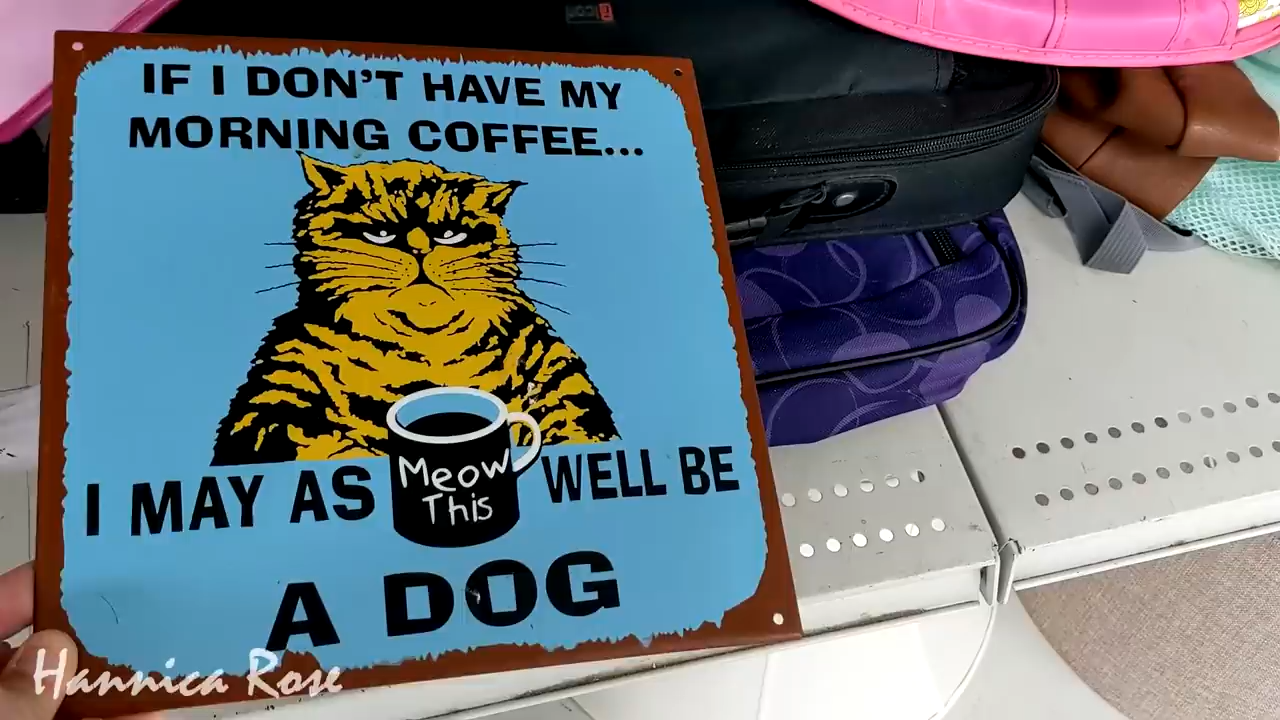 IF I DON'T HAVE MY
MORNING COFFEE...
I MAY AS WELL BE
Meow
This
A DOG
Hannica Rose